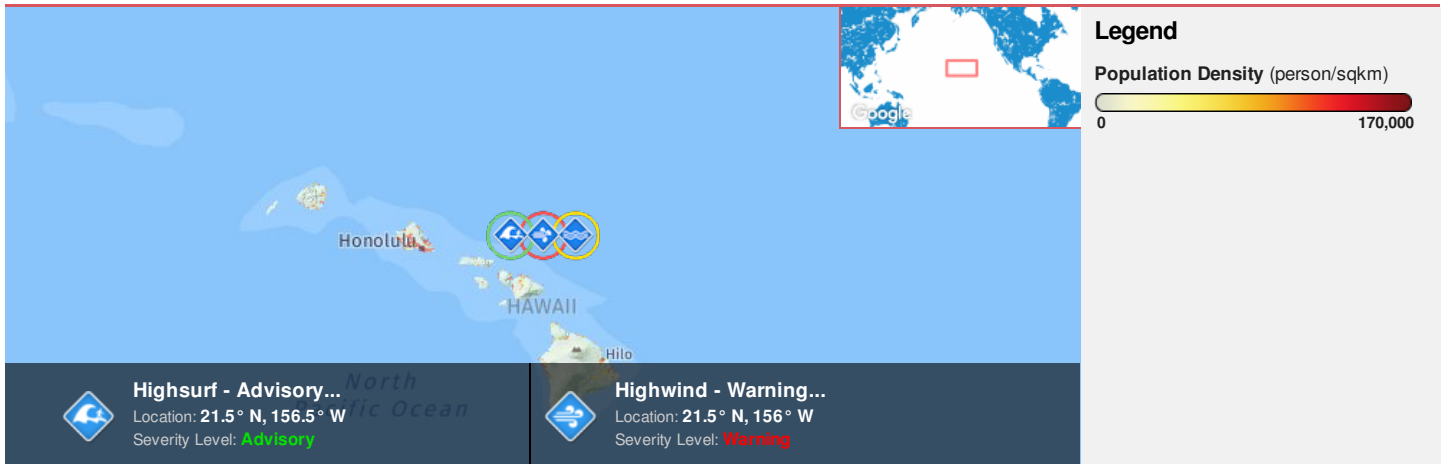 Google
Honolulu
HAWAII
Hilo
North
Pacific Ocean
Highsurf - Advisory...
Location: 21.5° N, 156.5° W
Severity Level: Advisory
Highwind - Warning...
Location: 21.5° N, 156° W
Severity Level: Warning
Legend
Population Density (person/sqkm)
0 170,000